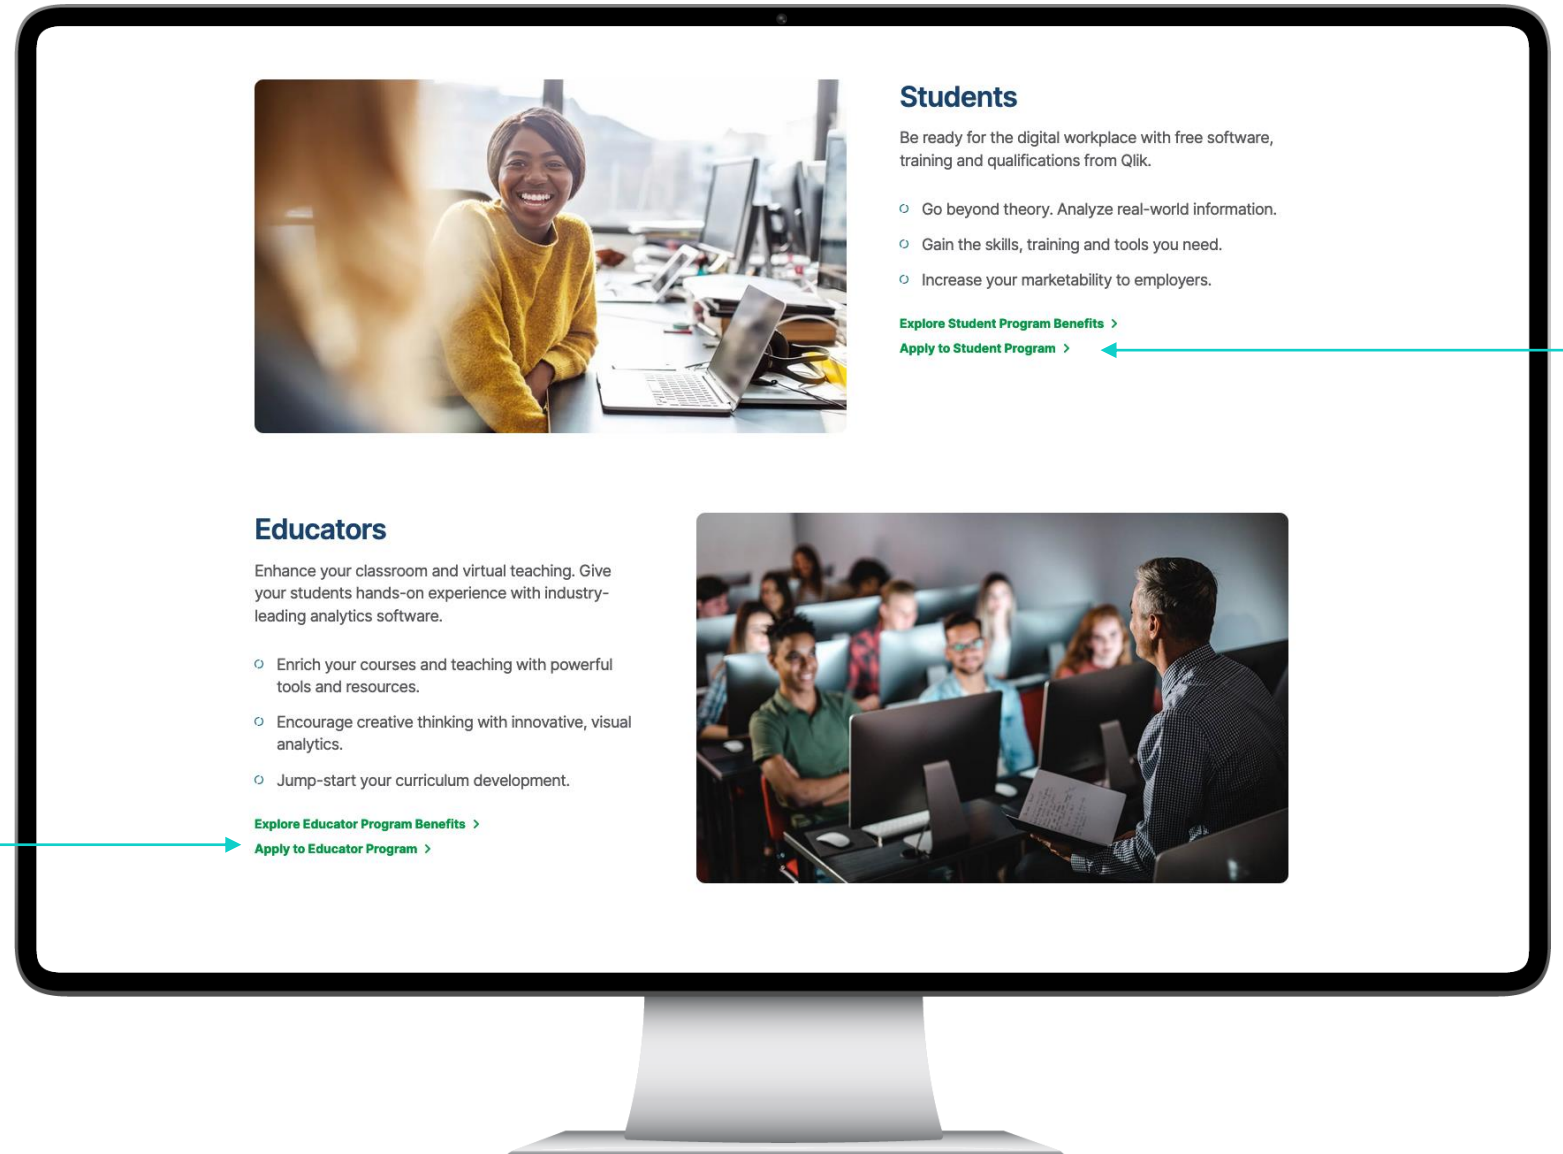 Students
Be ready for the digital workplace with free software,
training and qualifications from Qlik.
Go beyond theory. Analyze real-world information.
Gain the skills, training and tools you need.
Increase your marketability to employers.
Explore Student Program Benefits
Apply to Student Program
Educators
Enhance your classroom and virtual teaching. Give
your students hands-on experience with industry-
leading analytics software.
Enrich your courses and teaching with powerful
tools and resources.
Encourage creative thinking with innovative, visual
analytics.
Jump-start your curriculum development.
Explore Educator Program Benefits
Apply to Educator Program